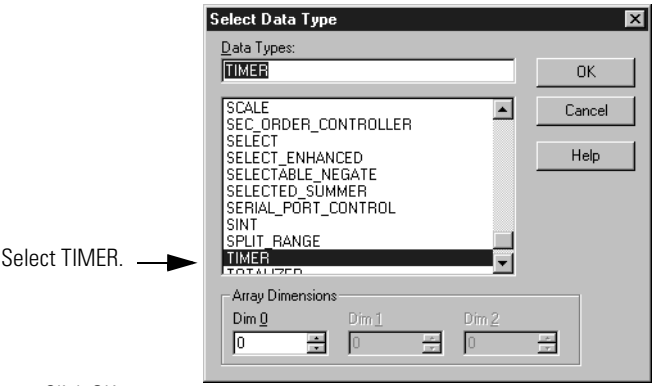 Select Data Type
Data Types:
TIMER
OK
SCALE
Cancel
SEC_ORDER_CONTROLLER
SELECT
SELECT_ENHANCED
Help
SELECTABLE_NEGATE
SELECTED_SUMMER
SERIAL_PORT_CONTROL
SINT
SPLIT_RANGE
Select TIMER.
TIMER
TOTALIZER
Array Dimensions
Dim 0
Dim 1
Dim 2
0
0
0